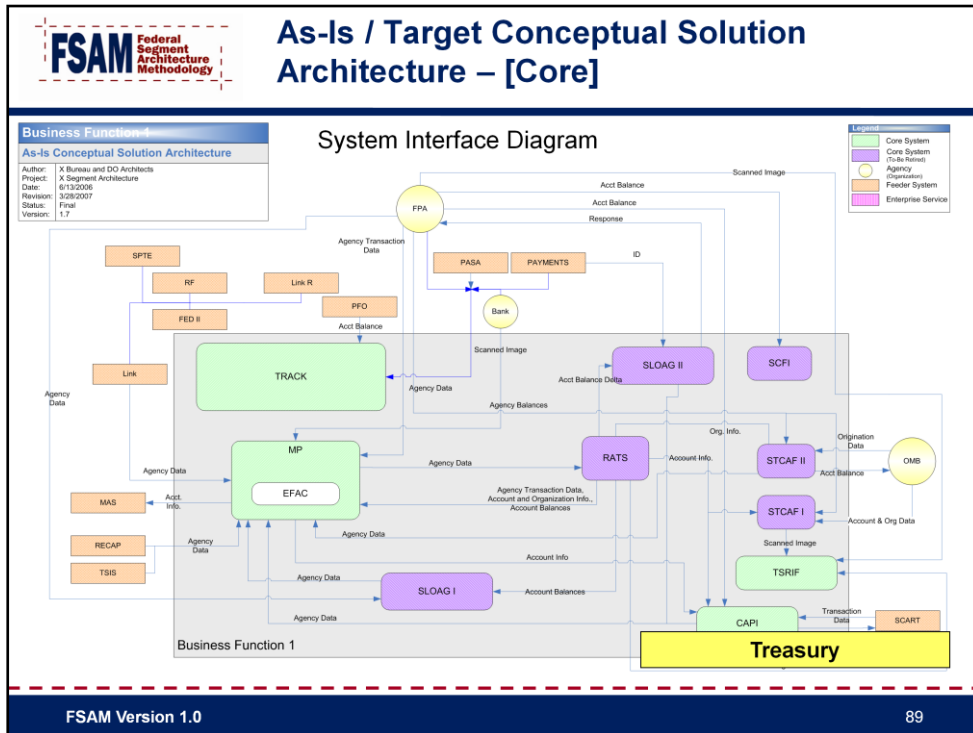 FSAM
Federal
Segment
Architecture
Methodology
As-Is / Target Conceptual Solution
Architecture – [Core]
Business Function 1
As-Is Conceptual Solution Architecture
Author: X Bureau and DO Architects
Project: X Segment Architecture
Date: 6/13/2006
Revision: 3/28/2007
Status: Final
Version: 1.7
System Interface Diagram
Legend
Core System
Core System
(To-Be Retired)
Agency
(Organization)
Feeder System
Enterprise Service
Scanned Image
Acct Balance
Acct Balance
Response
FPA
Agency Transaction
Data
ID
SPTE
RF
Link R
FED II
PFO
Acct Balance
PASA
PAYMENTS
Bank
Scanned Image
Link
Agency
Data
TRACK
Agency Data
SLOAG II
SCFI
Acct Balance Delta
Agency Balances
Org. Info.
Origination
Data
MP
EFAC
Agency Data
Agency Data
RATS
Account Info.
STCAF II
Acct Balance
OMB
MAS
Acct.
Info.
Agency Transaction Data,
Account and Organization Info.,
Account Balances
STCAF I
Account & Org Data
RECAP
TSIS
Agency
Data
Agency Data
Scanned Image
Account Info
TSRIF
Agency Data
SLOAG I
Account Balances
Agency Data
CAPI
Transaction
Data
SCART
Business Function 1
Treasury
FSAM Version 1.0
89